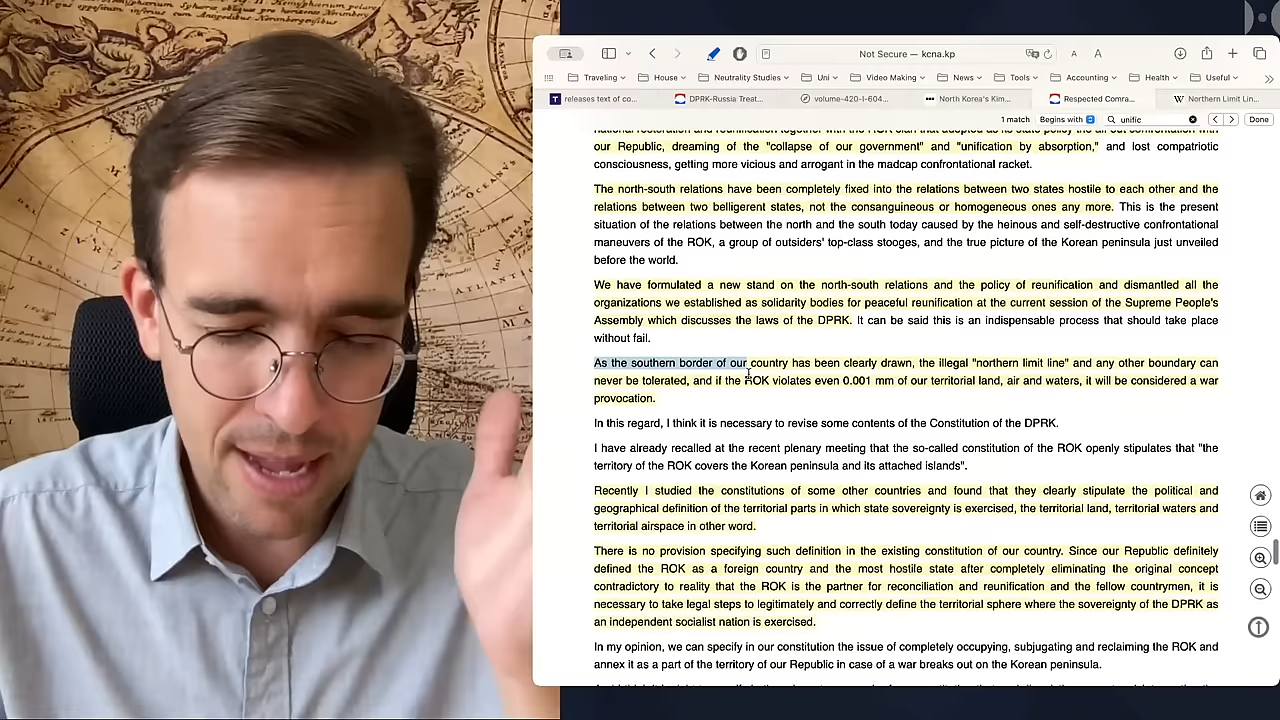 Not Secure — kcna.kp
A A
Traveling House Neutrality Studies Uni Video Making News Tools Accounting Health Useful
releases text of co... DPRK-Russia Treat... volume-420-I-604... North Korea's Kim... Respected Comra... Northern Limit Lin...
1 match Begins with unific Done
our Republic, dreaming of the "collapse of our government" and "unification by absorption," and lost compatriotic
consciousness, getting more vicious and arrogant in the madcap confrontational racket.
The north-south relations have been completely fixed into the relations between two states hostile to each other and the
relations between two belligerent states, not the consanguineous or homogeneous ones any more. This is the present
situation of the relations between the north and the south today caused by the heinous and self-destructive confrontational
maneuvers of the ROK, a group of outsiders' top-class stooges, and the true picture of the Korean peninsula just unveiled
before the world.
We have formulated a new stand on the north-south relations and the policy of reunification and dismantled all the
organizations we established as solidarity bodies for peaceful reunification at the current session of the Supreme People's
Assembly which discusses the laws of the DPRK. It can be said this is an indispensable process that should take place
without fail.
As the southern border of our country has been clearly drawn, the illegal "northern limit line" and any other boundary can
never be tolerated, and if the ROK violates even 0.001 mm of our territorial land, air and waters, it will be considered a war
provocation.
In this regard, I think it is necessary to revise some contents of the Constitution of the DPRK.
I have already recalled at the recent plenary meeting that the so-called constitution of the ROK openly stipulates that "the
territory of the ROK covers the Korean peninsula and its attached islands".
Recently I studied the constitutions of some other countries and found that they clearly stipulate the political and
geographical definition of the territorial parts in which state sovereignty is exercised, the territorial land, territorial waters and
territorial airspace in other word.
There is no provision specifying such definition in the existing constitution of our country. Since our Republic definitely
defined the ROK as a foreign country and the most hostile state after completely eliminating the original concept
contradictory to reality that the ROK is the partner for reconciliation and reunification and the fellow countrymen, it is
necessary to take legal steps to legitimately and correctly define the territorial sphere where the sovereignty of the DPRK as
an independent socialist nation is exercised.
In my opinion, we can specify in our constitution the issue of completely occupying, subjugating and reclaiming the ROK and
annex it as a part of the territory of our Republic in case of a war breaks out on the Korean peninsula.